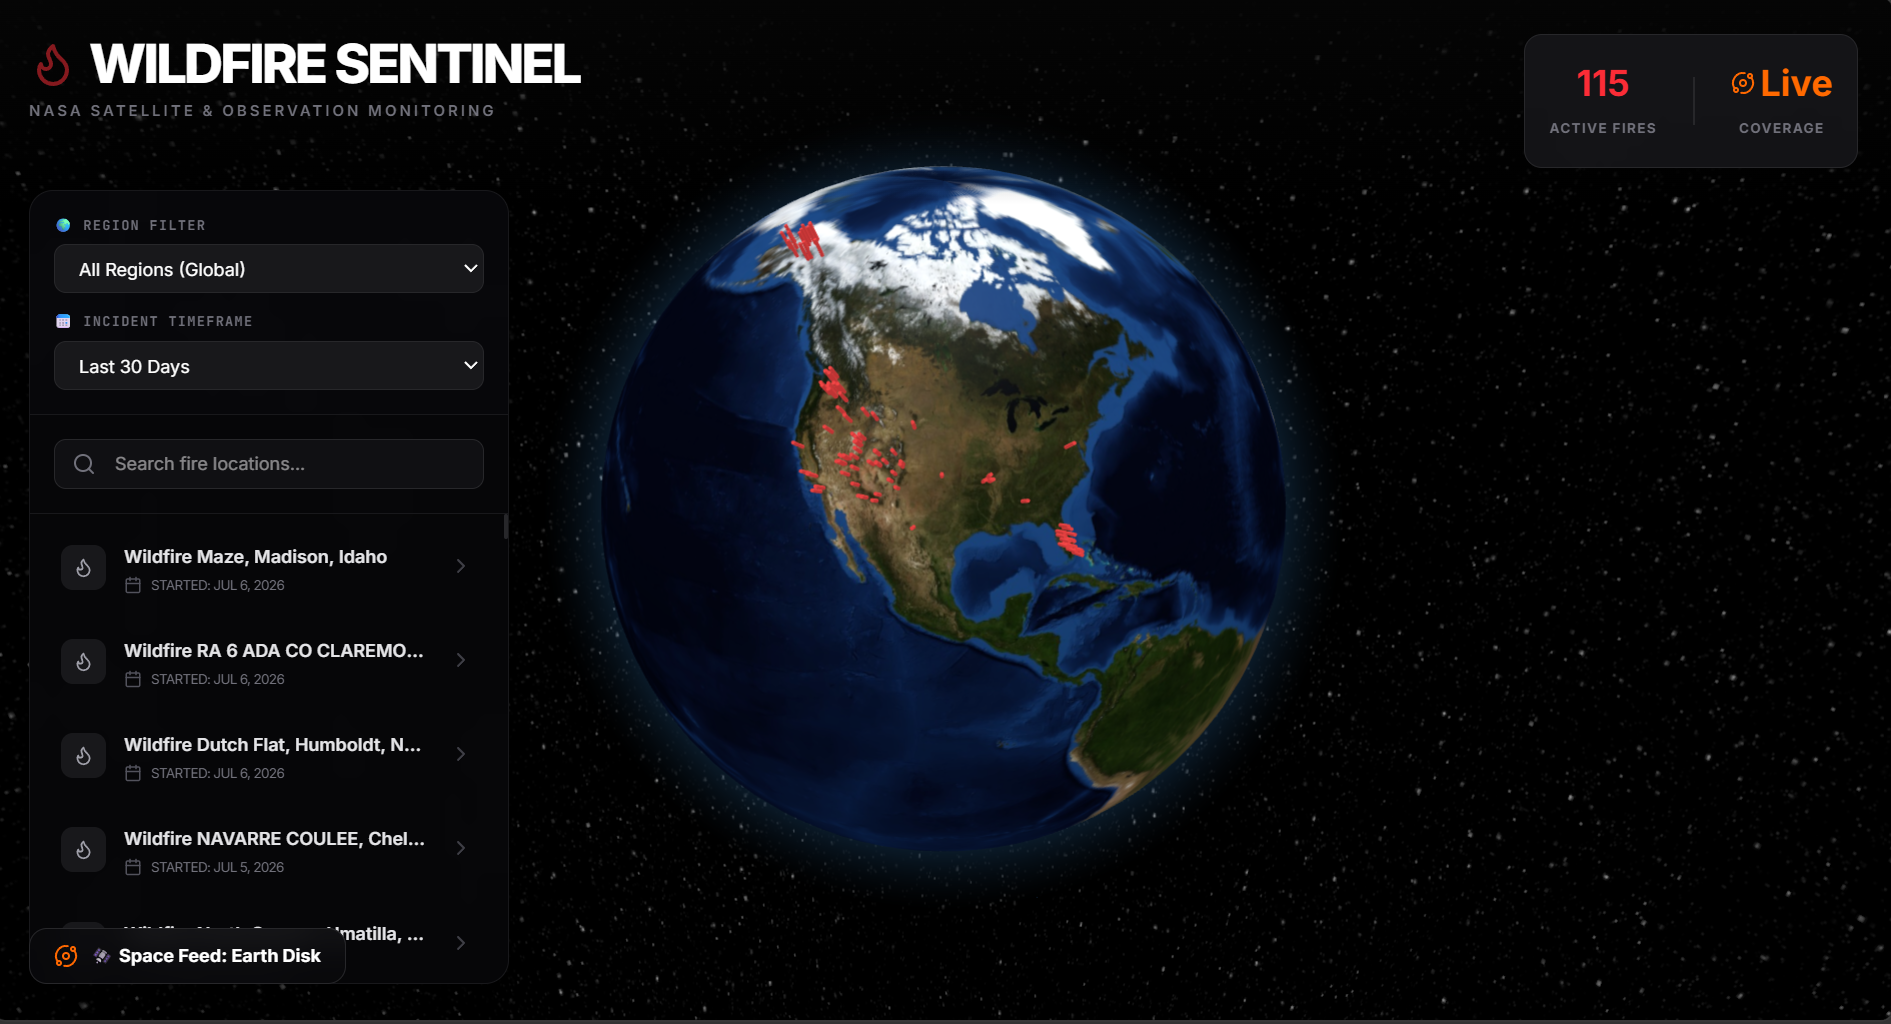 WILDFIRE SENTINEL
NASA SATELLITE & OBSERVATION MONITORING
115
ACTIVE FIRES
Live
COVERAGE
REGION FILTER
All Regions (Global)
INCIDENT TIMEFRAME
Last 30 Days
Search fire locations...
Wildfire Maze, Madison, Idaho
STARTED: JUL 6, 2026
Wildfire RA 6 ADA CO CLAREMO...
STARTED: JUL 6, 2026
Wildfire Dutch Flat, Humboldt, N...
STARTED: JUL 6, 2026
Wildfire NAVARRE COULEE, Chel...
STARTED: JUL 5, 2026
Space Feed: Earth Disk